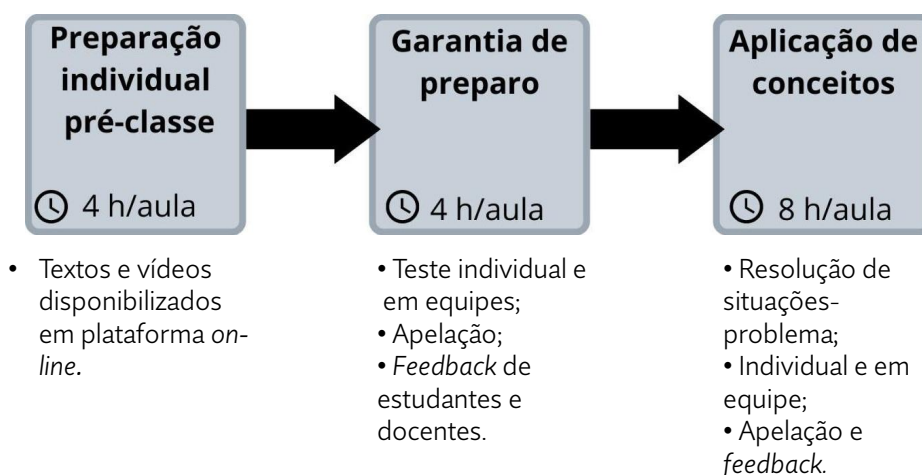 Preparação
individual
pré-classe
4 h/aula
• Textos e vídeos
disponibilizados
em plataforma on-
line.
Garantia de
preparo
4 h/aula
• Teste individual e
em equipes;
• Apelação;
• Feedback de
estudantes e
docentes.
Aplicação de
conceitos
8 h/aula
• Resolução de
situações-
problema;
• Individual e em
equipe;
• Apelação e
feedback.